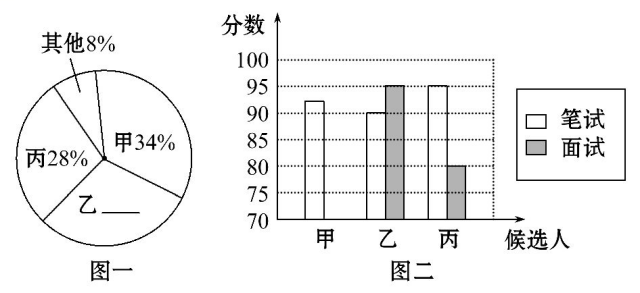 其他8%
甲34%
丙28%
乙
图一
分数
100
95
90
85
80
75
70
甲 乙 丙 候选人
图二
笔试
面试